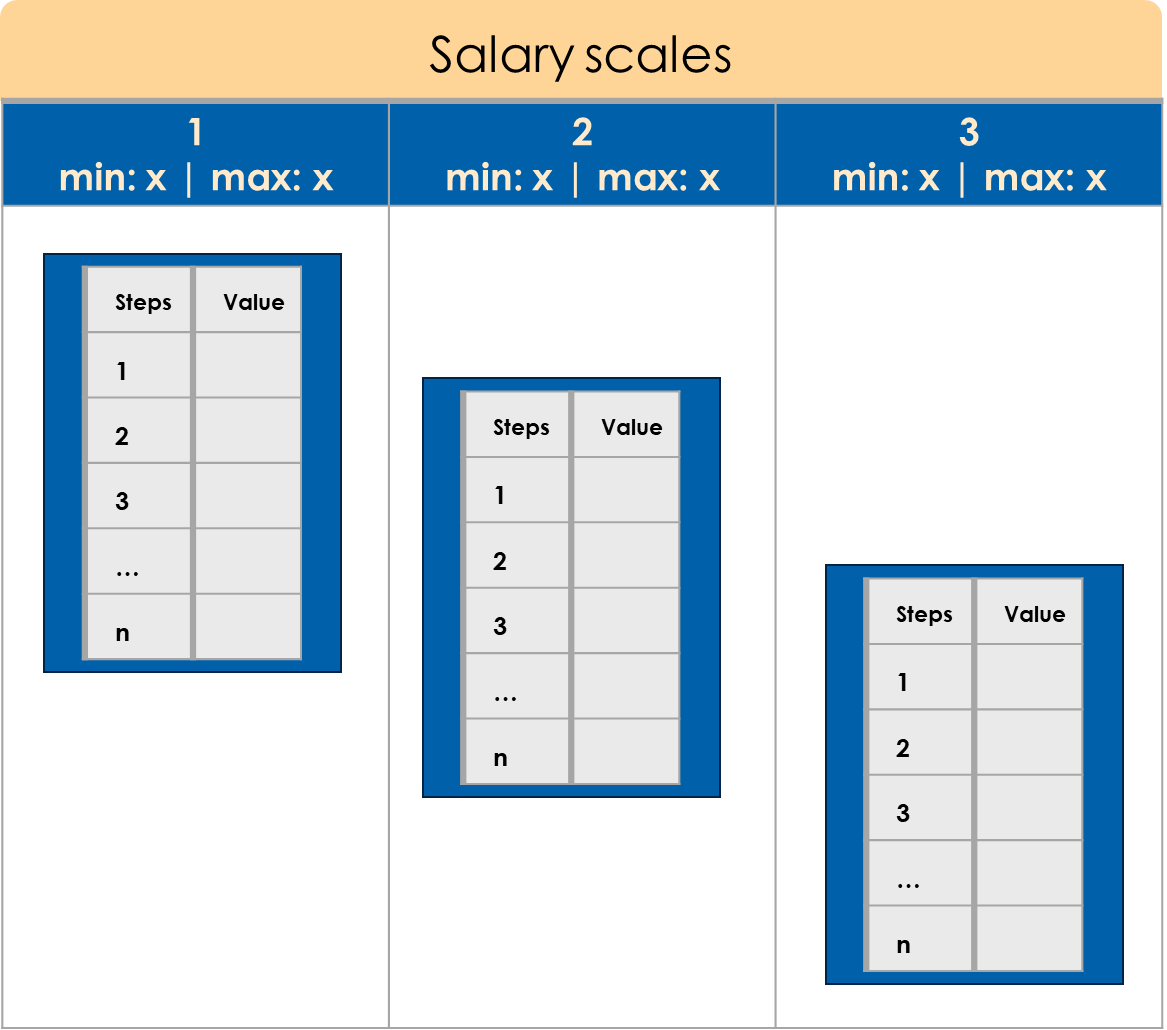 Salary scales
1
min: x | max: x
2
min: x | max: x
3
min: x | max: x
Steps Value
1
2
3
...
n
Steps Value
1
2
3
...
n
Steps Value
1
2
3
...
n